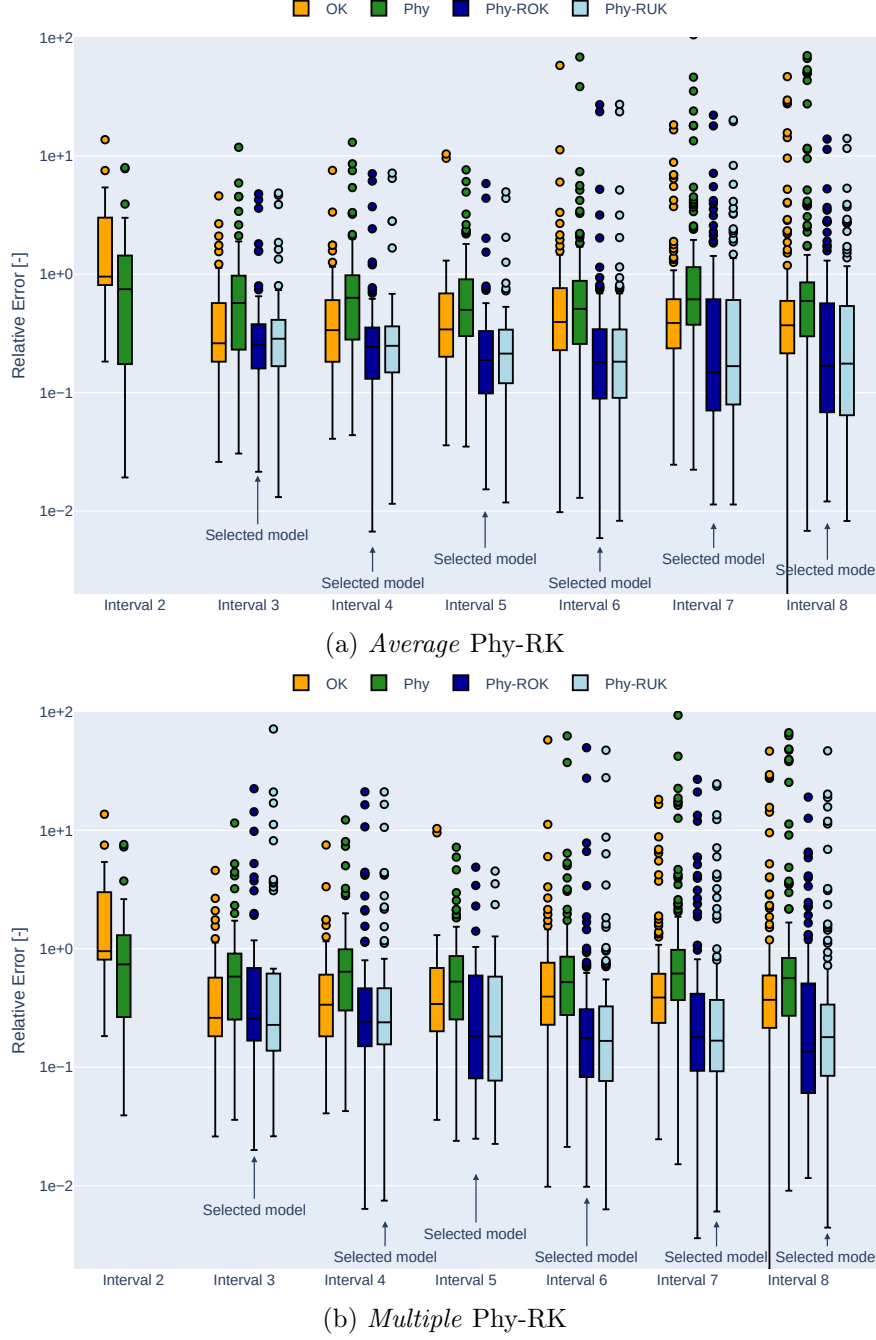 OK Phy Phy-ROK Phy-RUK
1e+2
1e+1
1e+0
1e−1
1e−2
Relative Error [-]
Selected model
Selected model
Selected model
Selected model
Selected model
Selected mode
Interval 2 Interval 3 Interval 4 Interval 5 Interval 6 Interval 7 Interval 8
(a) Average Phy-RK
OK Phy Phy-ROK Phy-RUK
1e+2
1e+1
1e+0
1e−1
1e−2
Relative Error [-]
Selected model
Selected model
Selected model
Selected model
Selected model
Selected mode
Interval 2 Interval 3 Interval 4 Interval 5 Interval 6 Interval 7 Interval 8
(b) Multiple Phy-RK